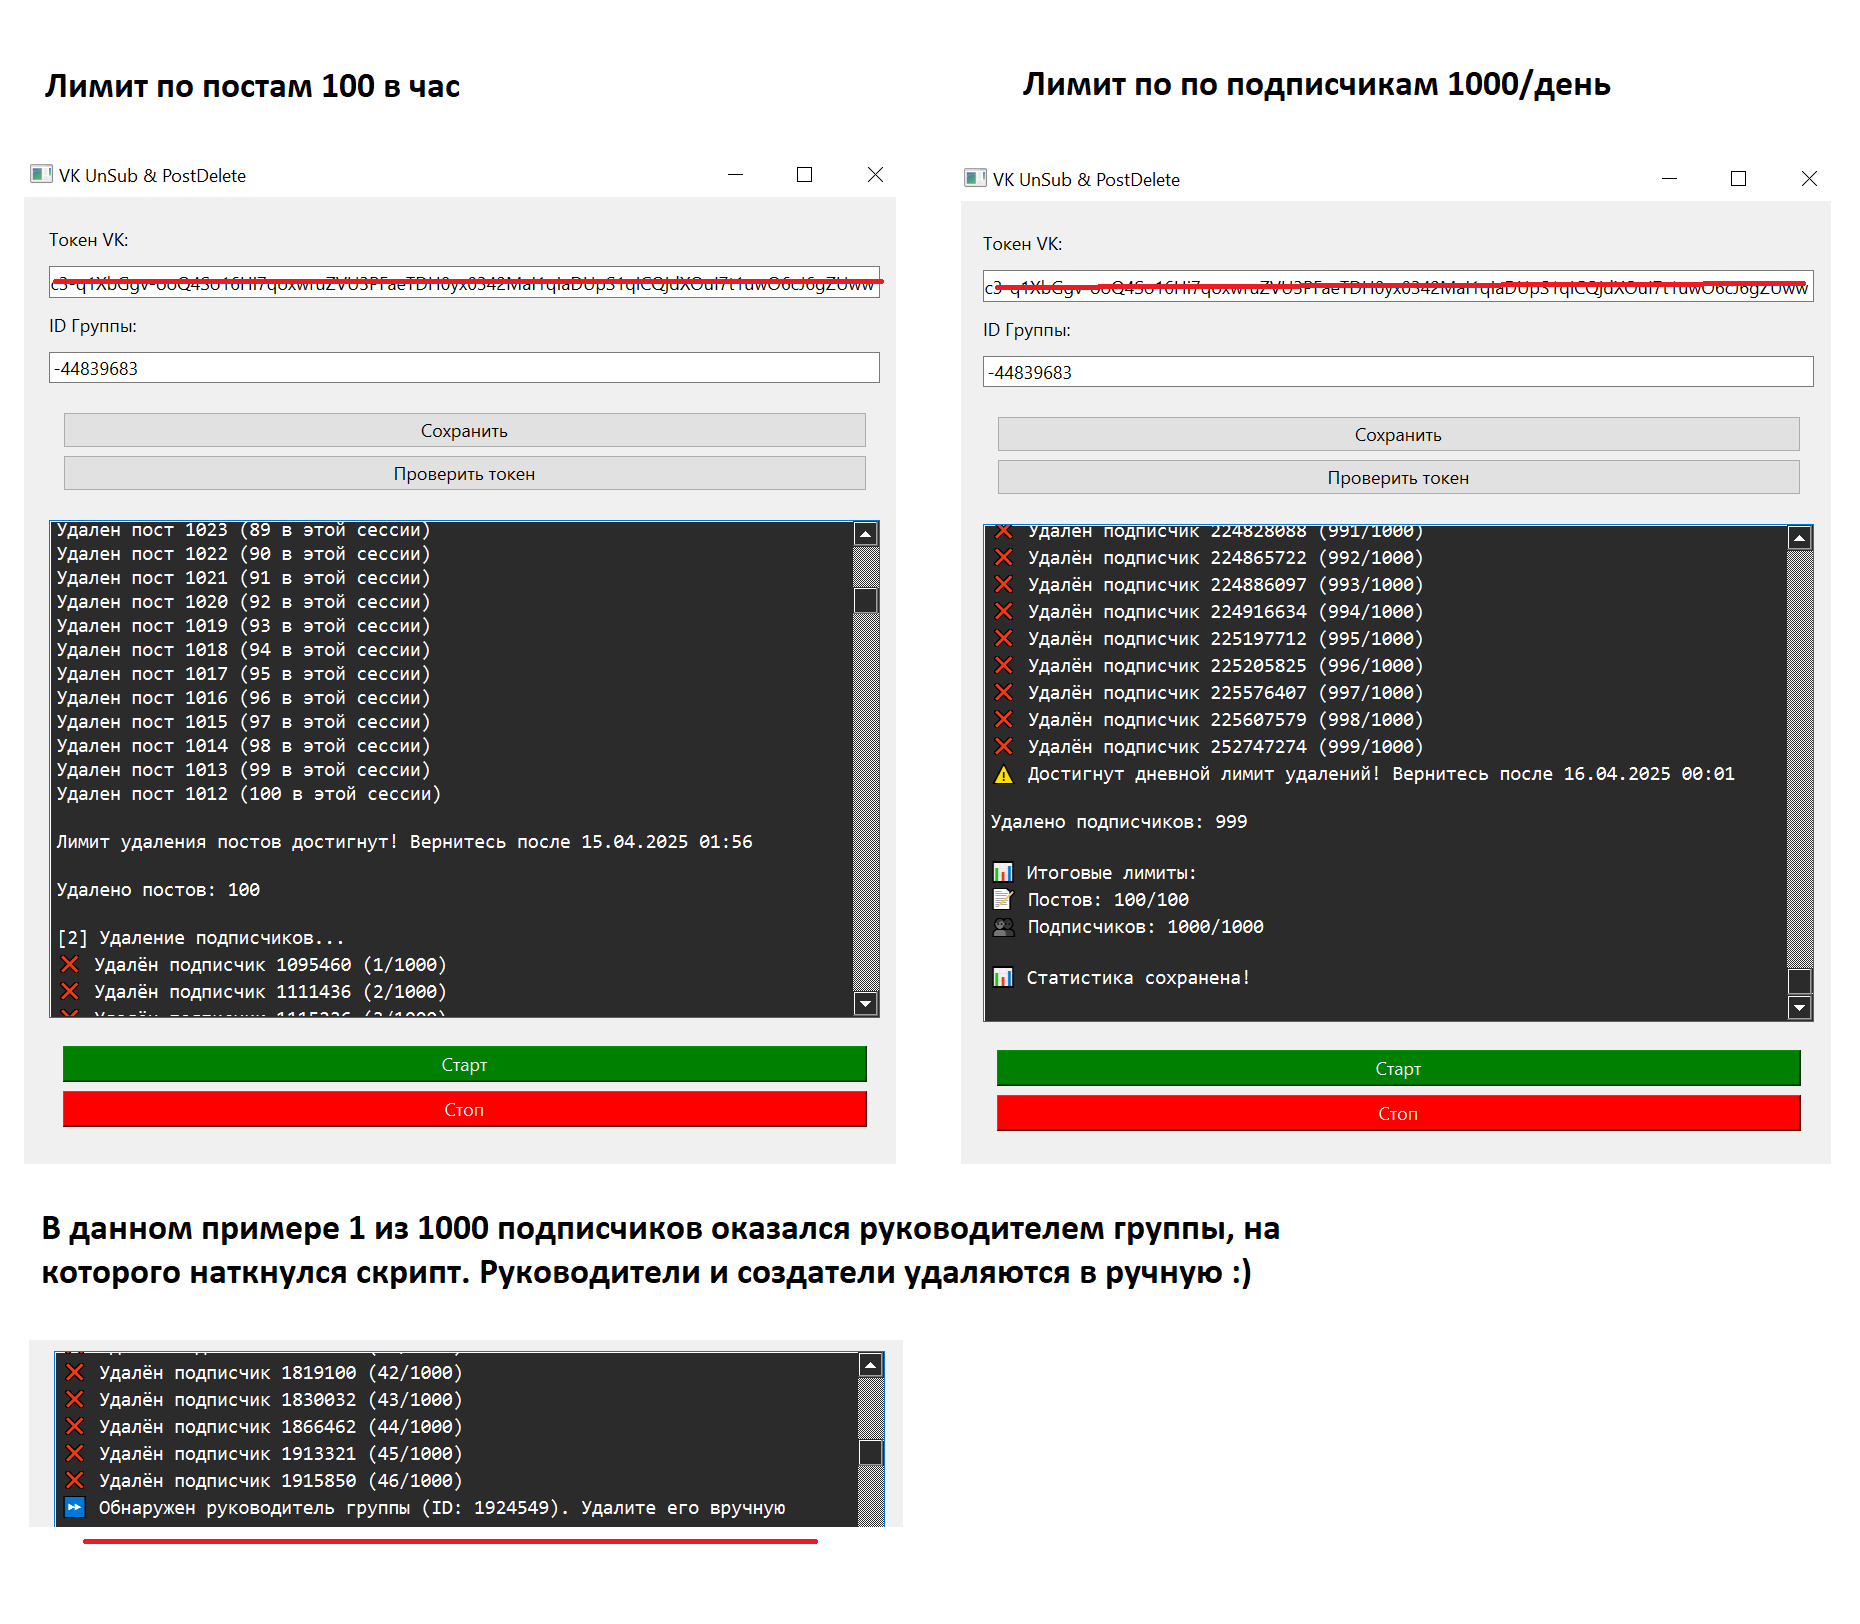 Лимит по постам 100 в час
Лимит по по подписчикам 1000/день
VK UnSub & PostDelete
Токен VK:
ID Группы:
-44839683
Сохранить
Проверить токен
Удален пост 1023 (89 в этой сессии)
Удален пост 1022 (90 в этой сессии)
Удален пост 1021 (91 в этой сессии)
Удален пост 1020 (92 в этой сессии)
Удален пост 1019 (93 в этой сессии)
Удален пост 1018 (94 в этой сессии)
Удален пост 1017 (95 в этой сессии)
Удален пост 1016 (96 в этой сессии)
Удален пост 1015 (97 в этой сессии)
Удален пост 1014 (98 в этой сессии)
Удален пост 1013 (99 в этой сессии)
Удален пост 1012 (100 в этой сессии)
Лимит удаления постов достигнут! Вернитесь после 15.04.2025 01:56
Удалено постов: 100
[2] Удаление подписчиков...
❌ Удалён подписчик 1095460 (1/1000)
❌ Удалён подписчик 1111436 (2/1000)
Старт
Стоп
VK UnSub & PostDelete
Токен VK:
ID Группы:
-44839683
Сохранить
Проверить токен
❌ Удалён подписчик 224828088 (991/1000)
❌ Удалён подписчик 224865722 (992/1000)
❌ Удалён подписчик 224886097 (993/1000)
❌ Удалён подписчик 224916634 (994/1000)
❌ Удалён подписчик 225197712 (995/1000)
❌ Удалён подписчик 225205825 (996/1000)
❌ Удалён подписчик 225576407 (997/1000)
❌ Удалён подписчик 225607579 (998/1000)
❌ Удалён подписчик 252747274 (999/1000)
⚠️ Достигнут дневной лимит удалений! Вернитесь после 16.04.2025 00:01
Удалено подписчиков: 999
📊 Итоговые лимиты:
📝 Постов: 100/100
👥 Подписчиков: 1000/1000
📊 Статистика сохранена!
Старт
Стоп
В данном примере 1 из 1000 подписчиков оказался руководителем группы, на
которого наткнулся скрипт. Руководители и создатели удаляются в ручную :)
❌ Удалён подписчик 1819100 (42/1000)
❌ Удалён подписчик 1830032 (43/1000)
❌ Удалён подписчик 1866462 (44/1000)
❌ Удалён подписчик 1913321 (45/1000)
❌ Удалён подписчик 1915850 (46/1000)
⏩ Обнаружен руководитель группы (ID: 1924549). Удалите его вручную